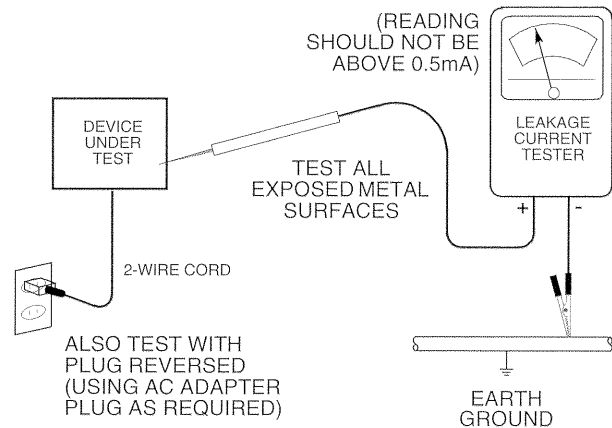 (READING
SHOULD NOT BE
ABOVE 0.5mA)
DEVICE
UNDER
TEST
LEAKAGE
CURRENT
TESTER
TEST ALL
EXPOSED METAL
SURFACES
+ -
2-WIRE CORD
ALSO TEST WITH
PLUG REVERSED
(USING AC ADAPTER
PLUG AS REQUIRED)
EARTH
GROUND